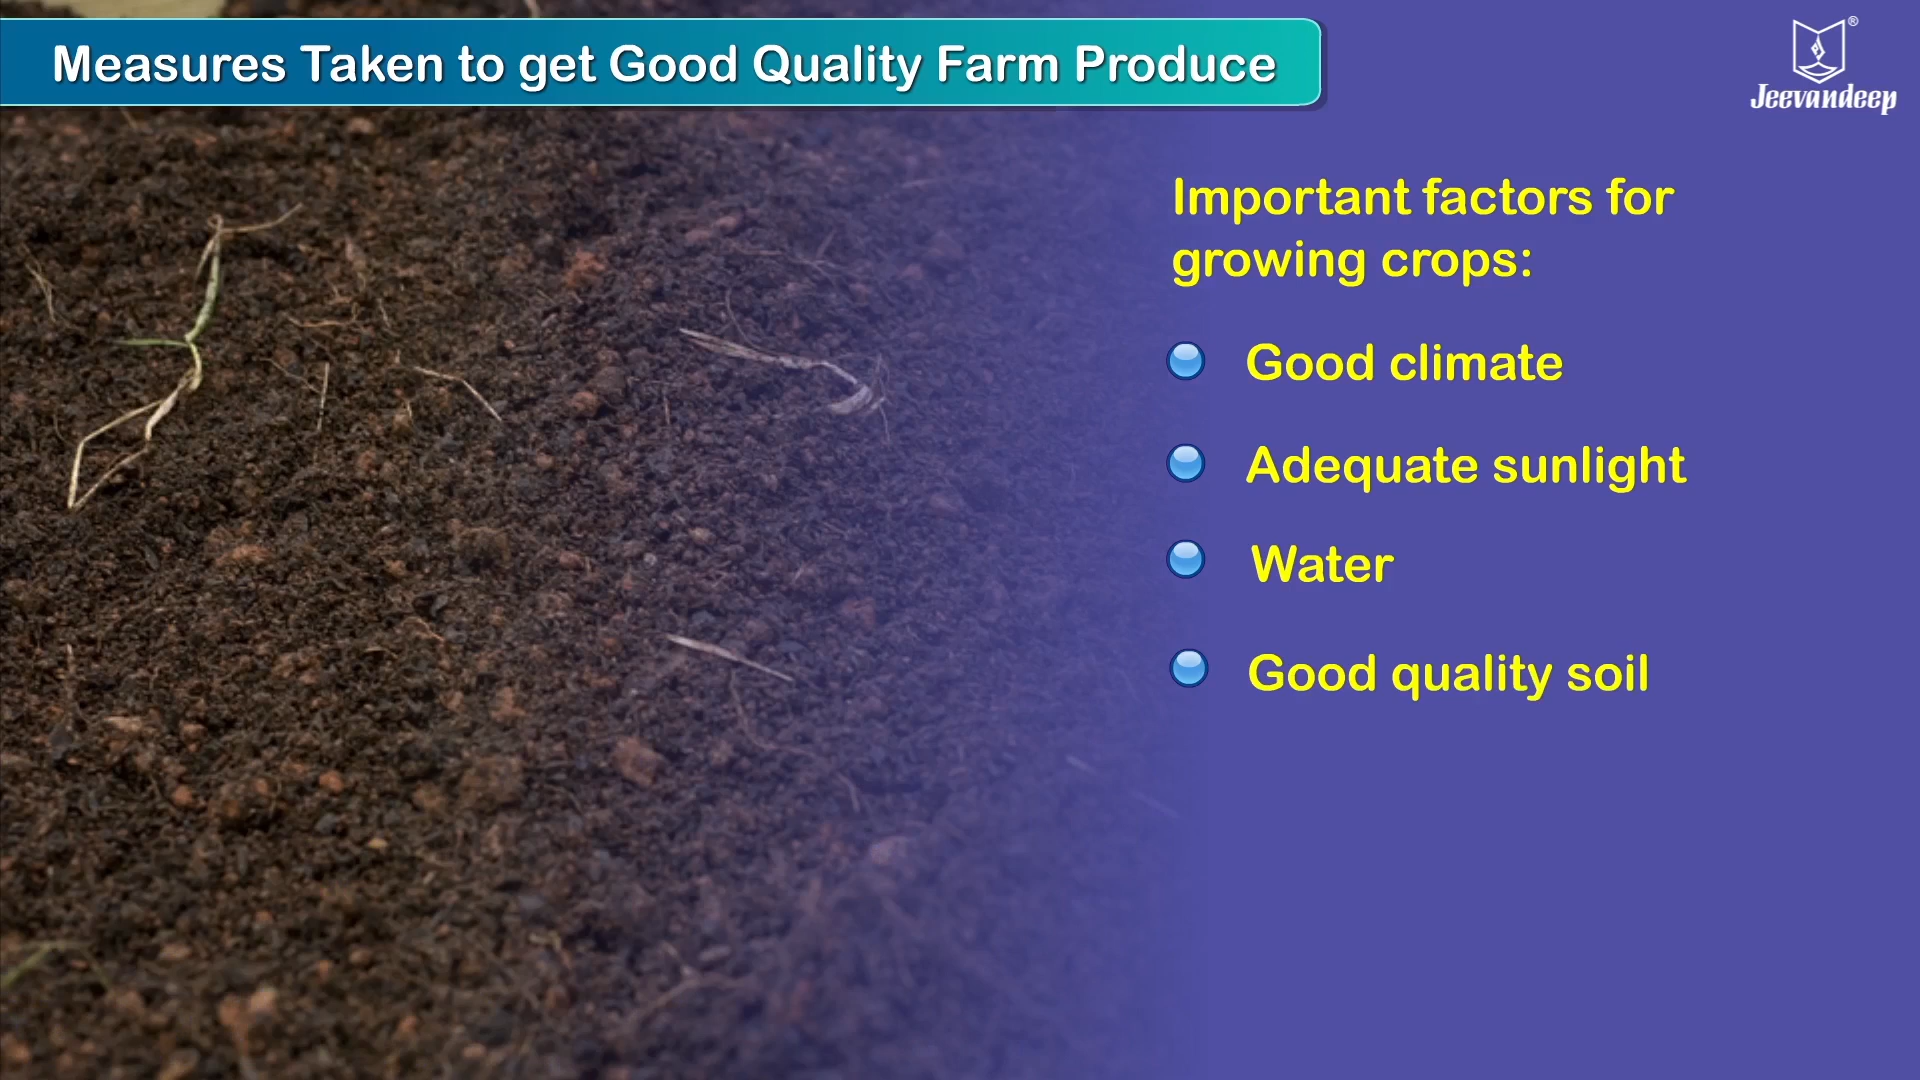 Measures Taken to get Good Quality Farm Produce
®
Jeevandeep
Important factors for
growing crops:
Good climate
Adequate sunlight
Water
Good quality soil